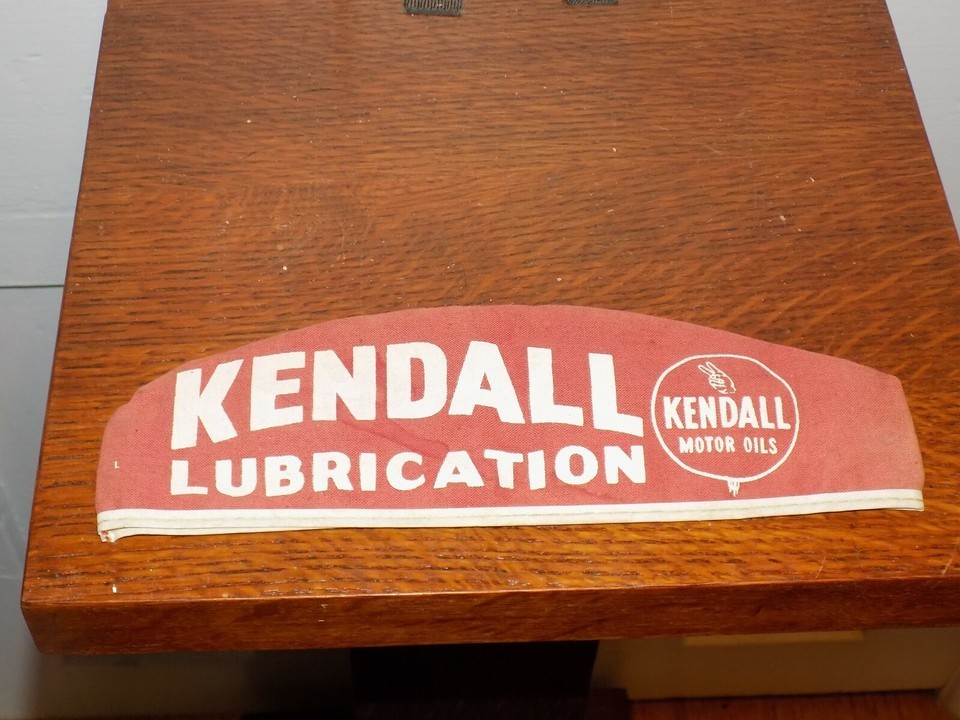 KENDALL
LUBRICATION
KENDALL
MOTOR OILS
L